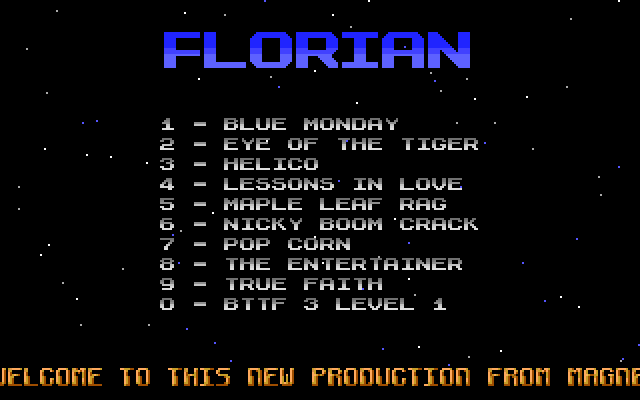 FLORIAN
1 - BLUE MONDAY
2 - EYE OF THE TIGER
3 - HELICO
4 - LESSONS IN LOVE
5 - MAPLE LEAF RAG
6 - NICKY BOOM CRACK
7 - POP CORN
8 - THE ENTERTAINER
9 - TRUE FAITH
0 - BTTF 3 LEVEL 1
WELCOME TO THIS NEW PRODUCTION FROM MAGNE